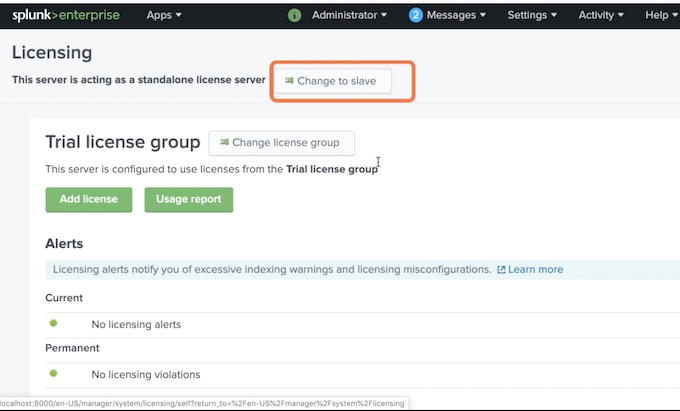 splunk>enterprise Apps Administrator 2 Messages Settings Activity Help
Licensing
This server is acting as a standalone license server Change to slave
Trial license group Change license group
This server is configured to use licenses from the Trial license group
Add license Usage report
Alerts
Licensing alerts notify you of excessive indexing warnings and licensing misconfigurations. Learn more
Current
No licensing alerts
Permanent
No licensing violations
localhost:8000/en-US/manager/system/licensing/self?return_to=%2Fen-US%2Fmanager%2Fsystem%2Flicensing